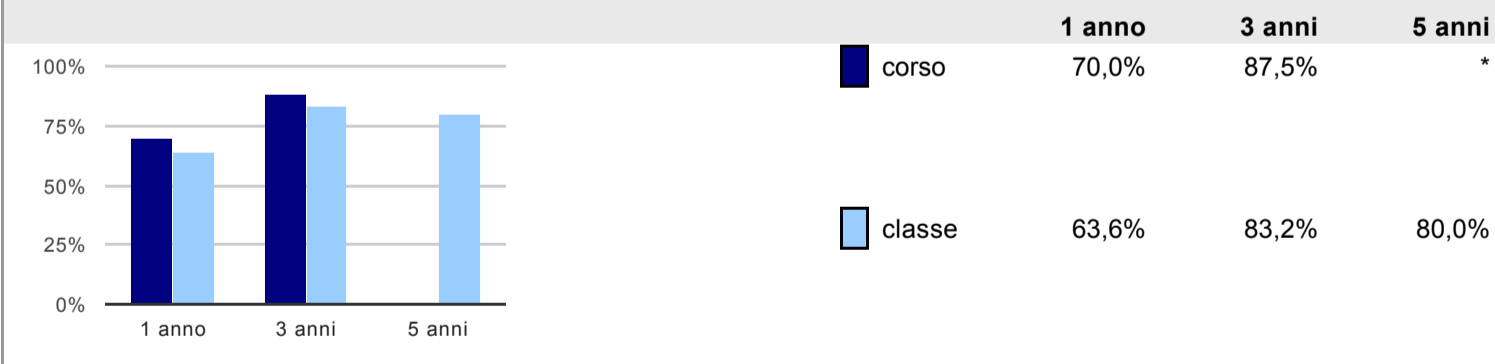 1 anno 3 anni 5 anni
corso 70,0% 87,5% *
classe 63,6% 83,2% 80,0%
100%
75%
50%
25%
0%
1 anno 3 anni 5 anni